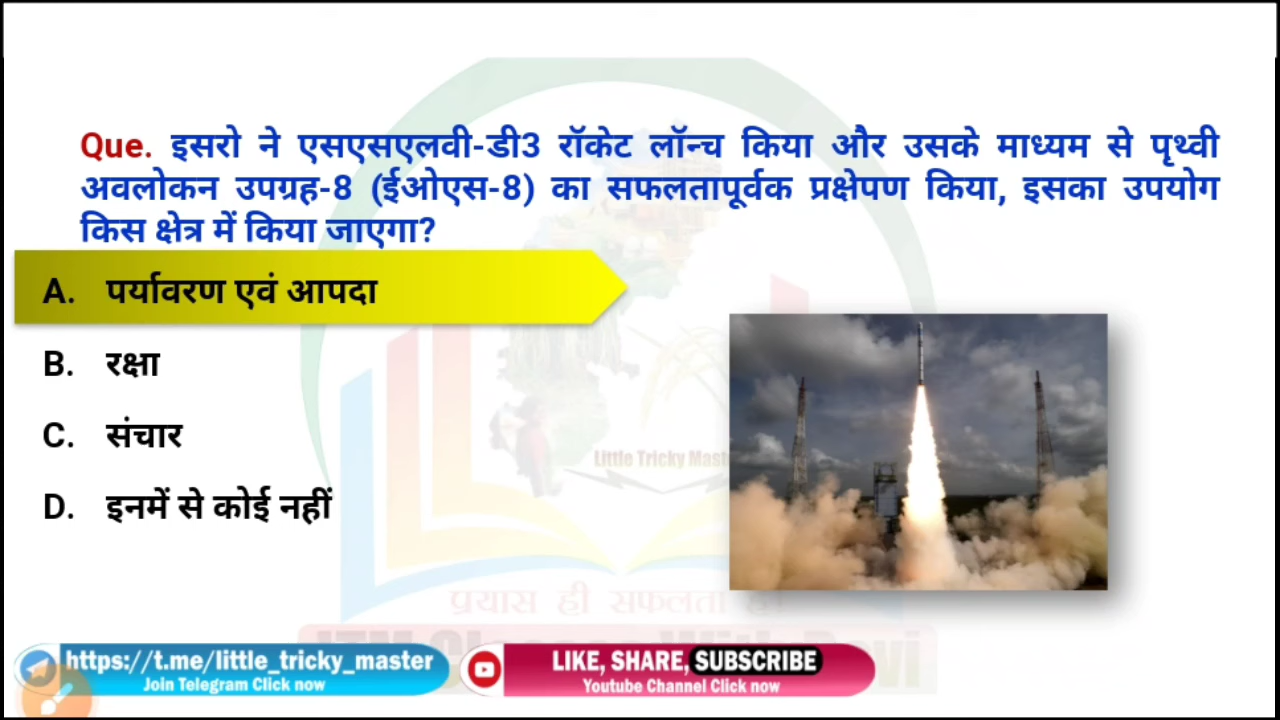 Que. इसरो ने एसएसएलवी-डी3 रॉकेट लॉन्च किया और उसके माध्यम से पृथ्वी
अवलोकन उपग्रह-8 (ईओएस-8) का सफलतापूर्वक प्रक्षेपण किया, इसका उपयोग
किस क्षेत्र में किया जाएगा?
A. पर्यावरण एवं आपदा
B. रक्षा
C. संचार
D. इनमें से कोई नहीं
Little Tricky
प्रयास ही सफलता
https://t.me/little_tricky_master
Join Telegram Click now
LIKE, SHARE, SUBSCRIBE
Youtube Channel Click now